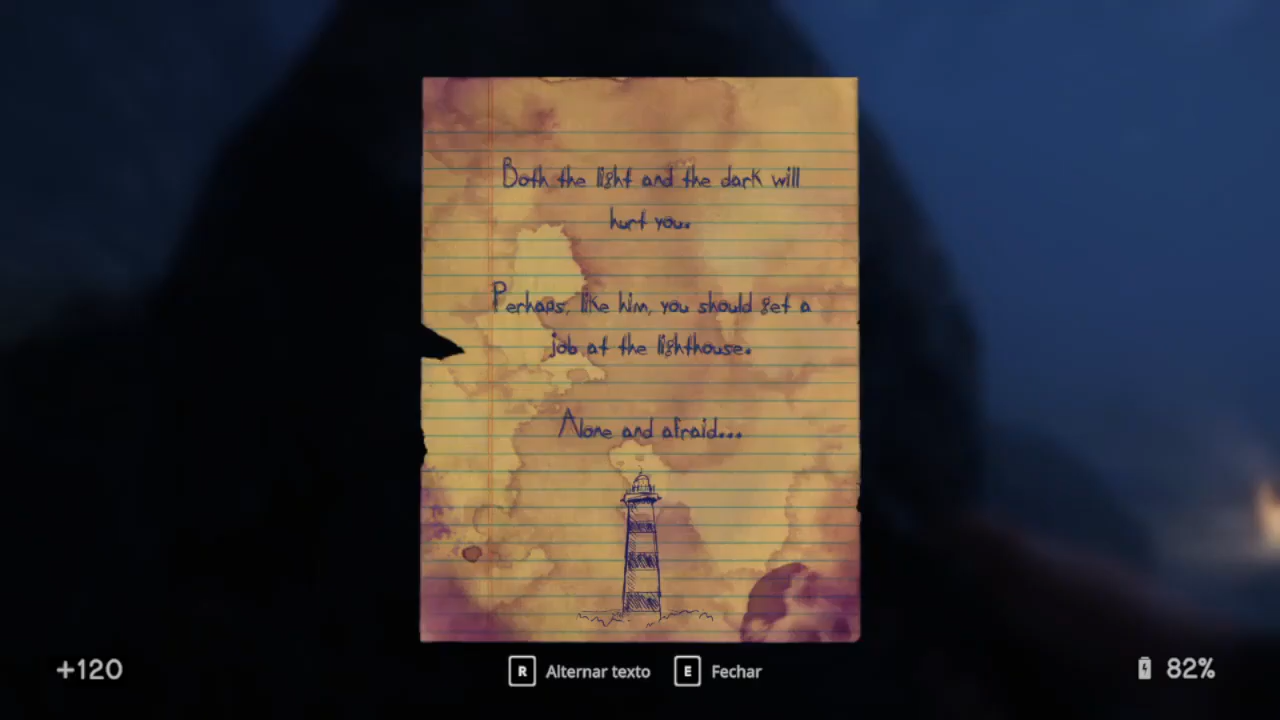 Both the light and the dark will
hurt you.
Perhaps, like him, you should get a
job at the lighthouse.
Alone and afraid...
+120
R Alternar texto E Fechar
82%